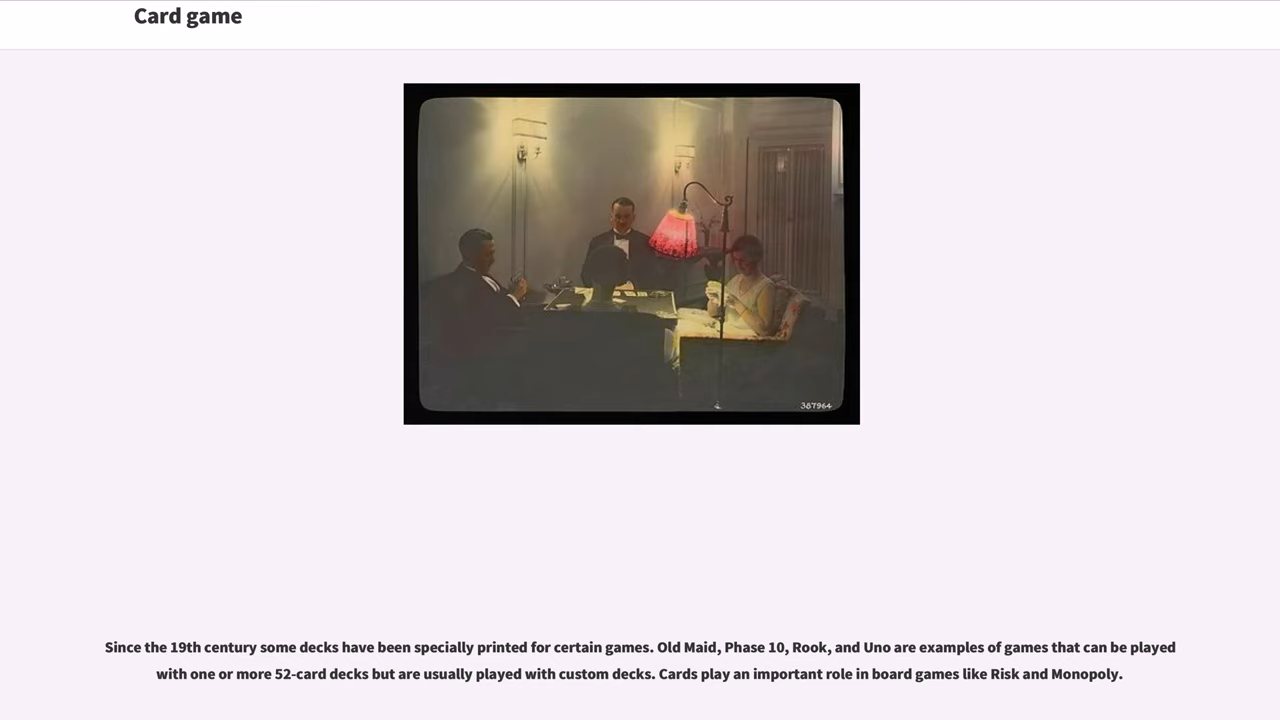 Card game
387964
Since the 19th century some decks have been specially printed for certain games. Old Maid, Phase 10, Rook, and Uno are examples of games that can be played
with one or more 52-card decks but are usually played with custom decks. Cards play an important role in board games like Risk and Monopoly.